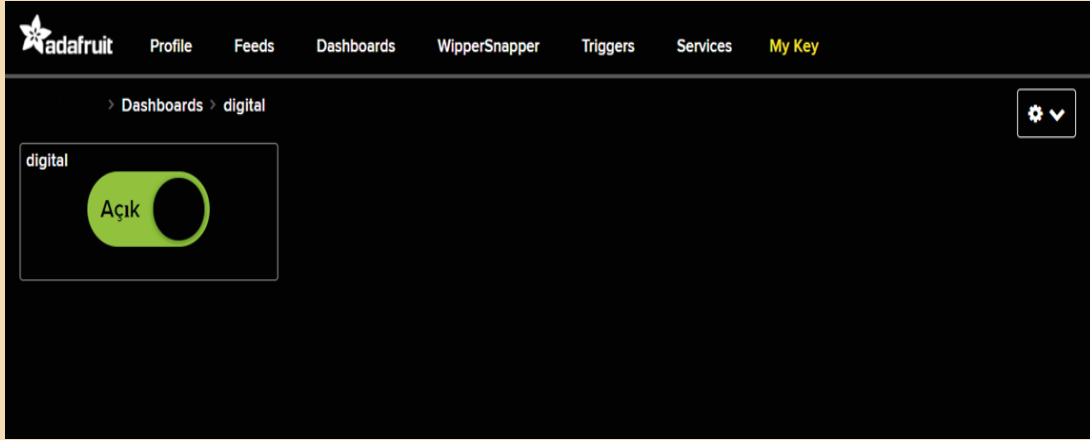 adafruit Profile Feeds Dashboards WipperSnapper Triggers Services My Key
> Dashboards > digital
digital
Açık